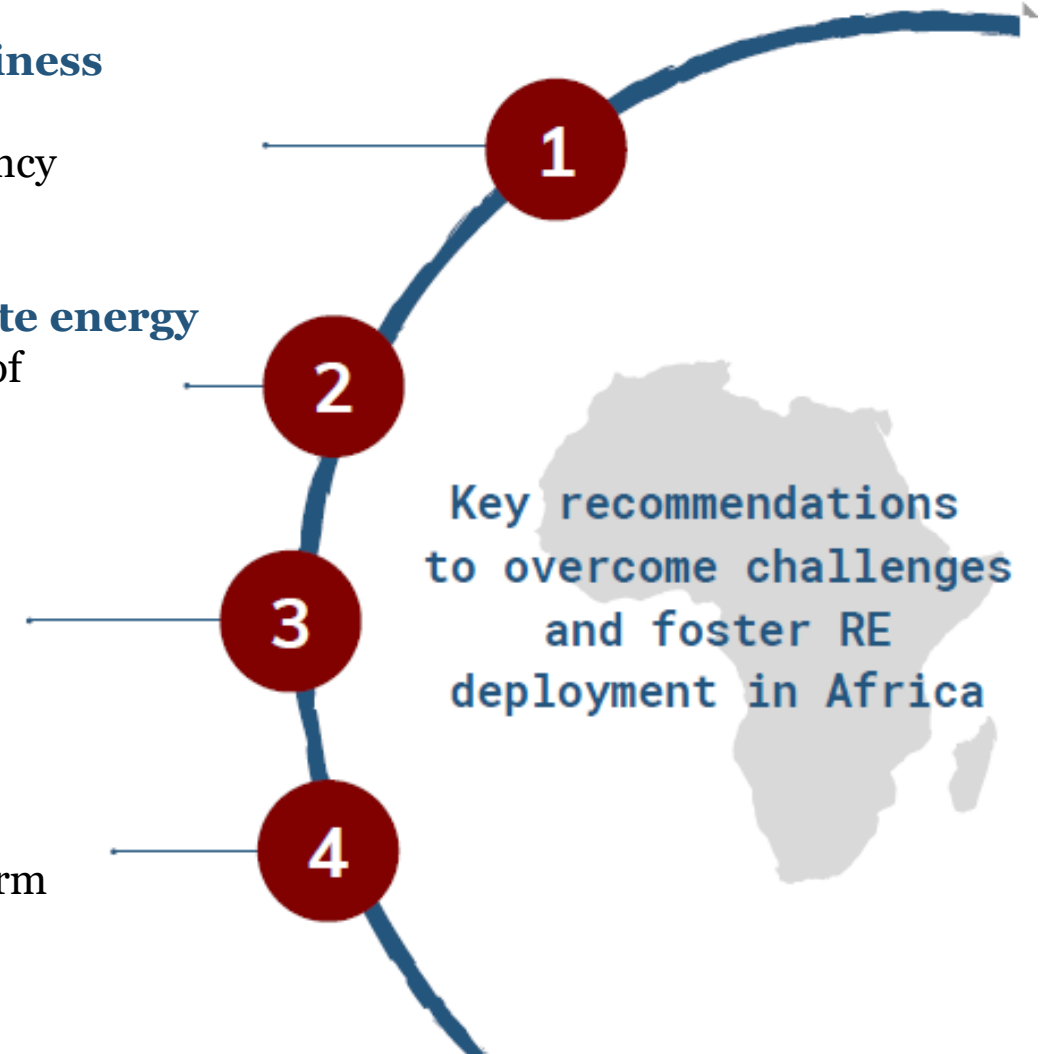 iness
1
ncy
te energy
of
2
3
4
rm
Key recommendations
to overcome challenges
and foster RE
deployment in Africa